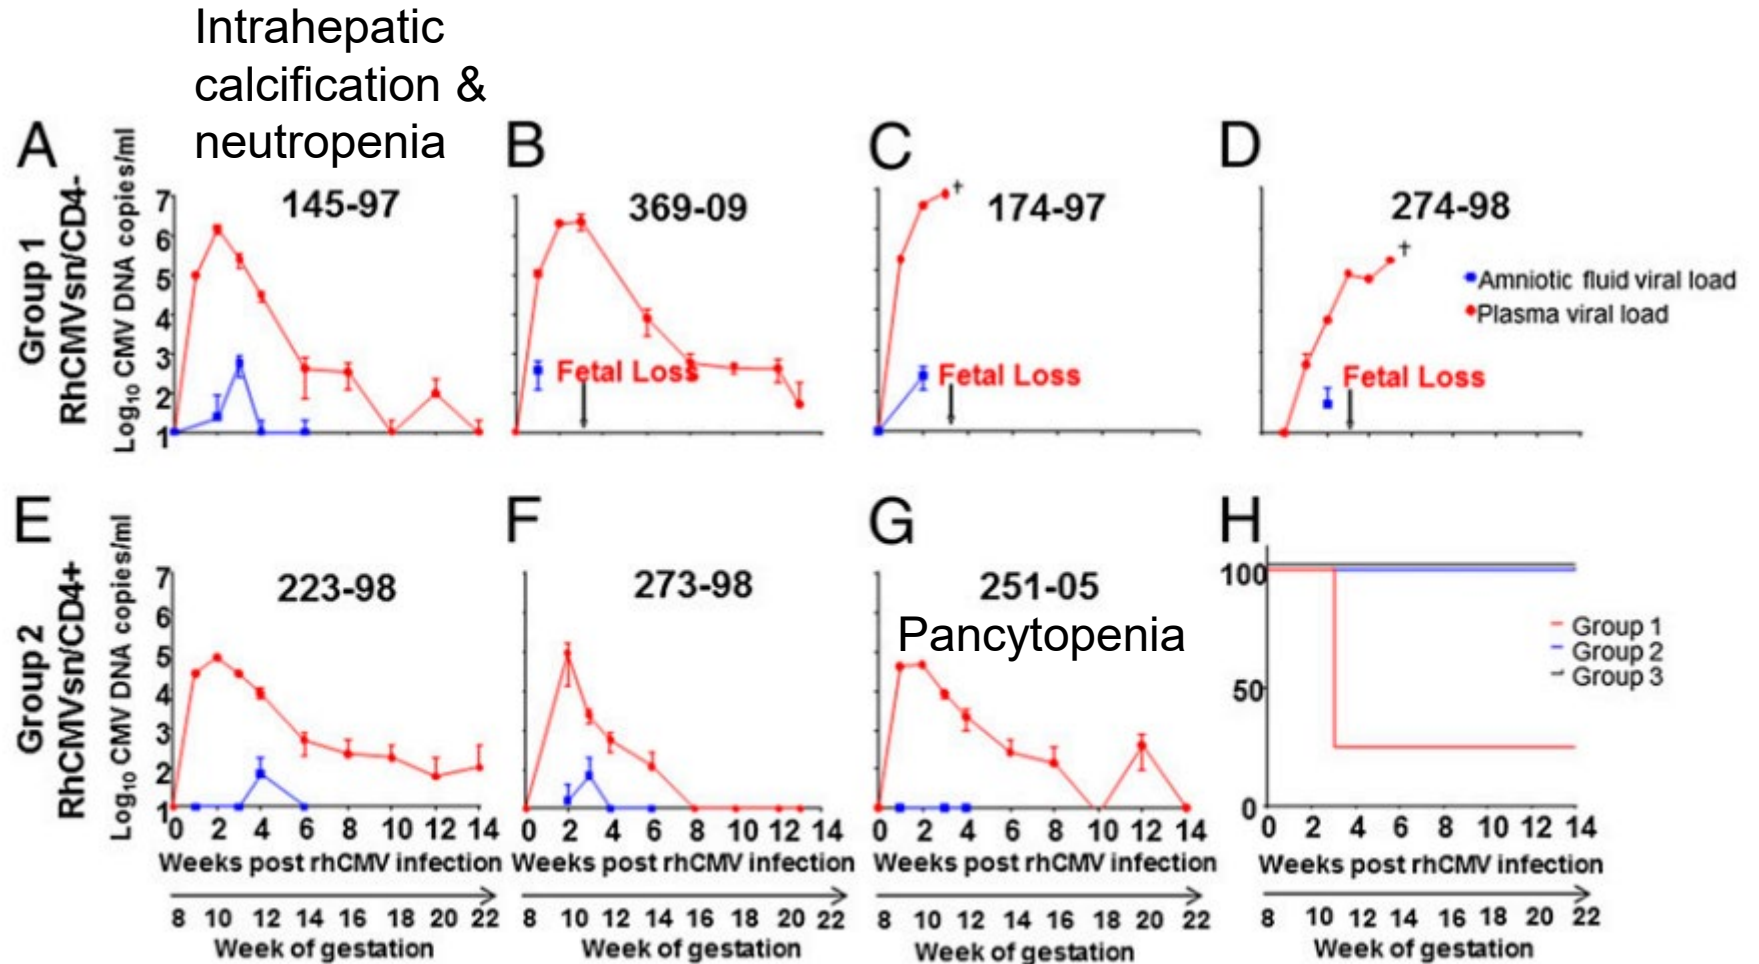 Intrahepatic
calcification &
neutropenia
A
B
C
D
Group 1
RhCMVsn/CD4-
Log10 CMV DNA copies/ml
7
6
5
4
3
2
1
145-97
369-09
Fetal Loss
174-97
†
Fetal Loss
274-98
†
Fetal Loss
Amniotic fluid viral load
Plasma viral load
E
F
G
H
Group 2
RhCMVsn/CD4+
Log10 CMV DNA copies/ml
7
6
5
4
3
2
1
223-98
273-98
251-05
Pancytopenia
100
50
0
Group 1
Group 2
Group 3
0 2 4 6 8 10 12 14
0 2 4 6 8 10 12 14
0 2 4 6 8 10 12 14
0 2 4 6 8 10 12 14
Weeks post rhCMV infection
Weeks post rhCMV infection
Weeks post rhCMV infection
Weeks post rhCMV infection
8 10 12 14 16 18 20 22
8 10 12 14 16 18 20 22
8 10 12 14 16 18 20 22
8 10 12 14 16 18 20 22
Week of gestation
Week of gestation
Week of gestation
Week of gestation